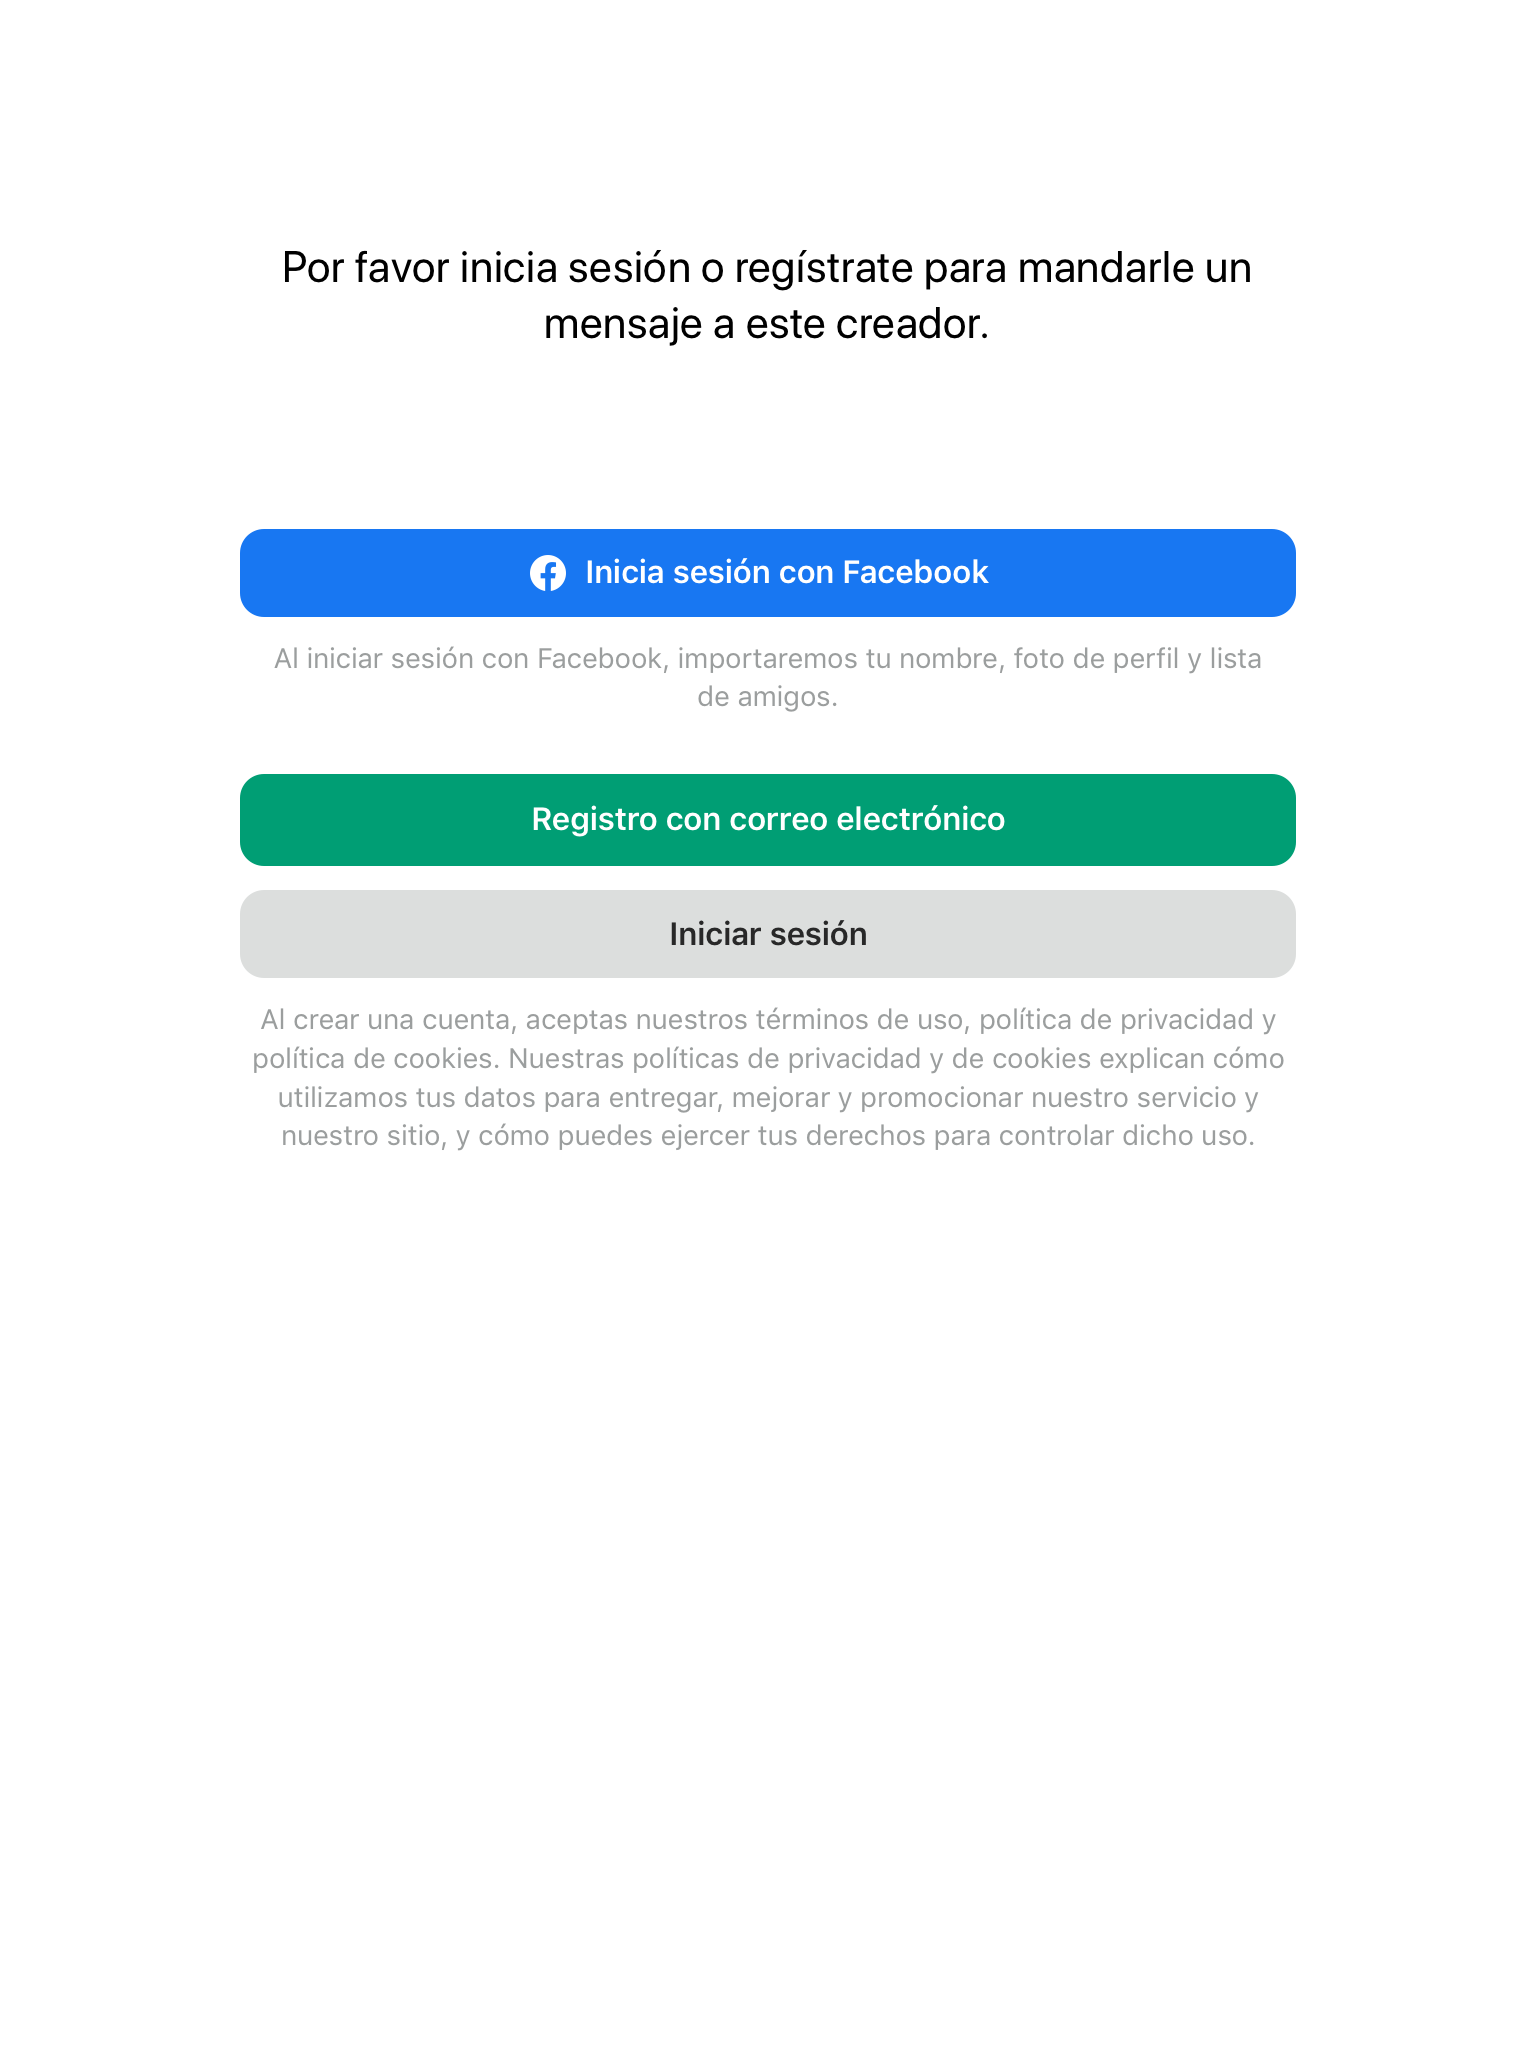 Por favor inicia sesión o regístrate para mandarle un
mensaje a este creador.
Inicia sesión con Facebook
Al iniciar sesión con Facebook, importaremos tu nombre, foto de perfil y lista
de amigos.
Registro con correo electrónico
Iniciar sesión
Al crear una cuenta, aceptas nuestros términos de uso, política de privacidad y
política de cookies. Nuestras políticas de privacidad y de cookies explican cómo
utilizamos tus datos para entregar, mejorar y promocionar nuestro servicio y
nuestro sitio, y cómo puedes ejercer tus derechos para controlar dicho uso.